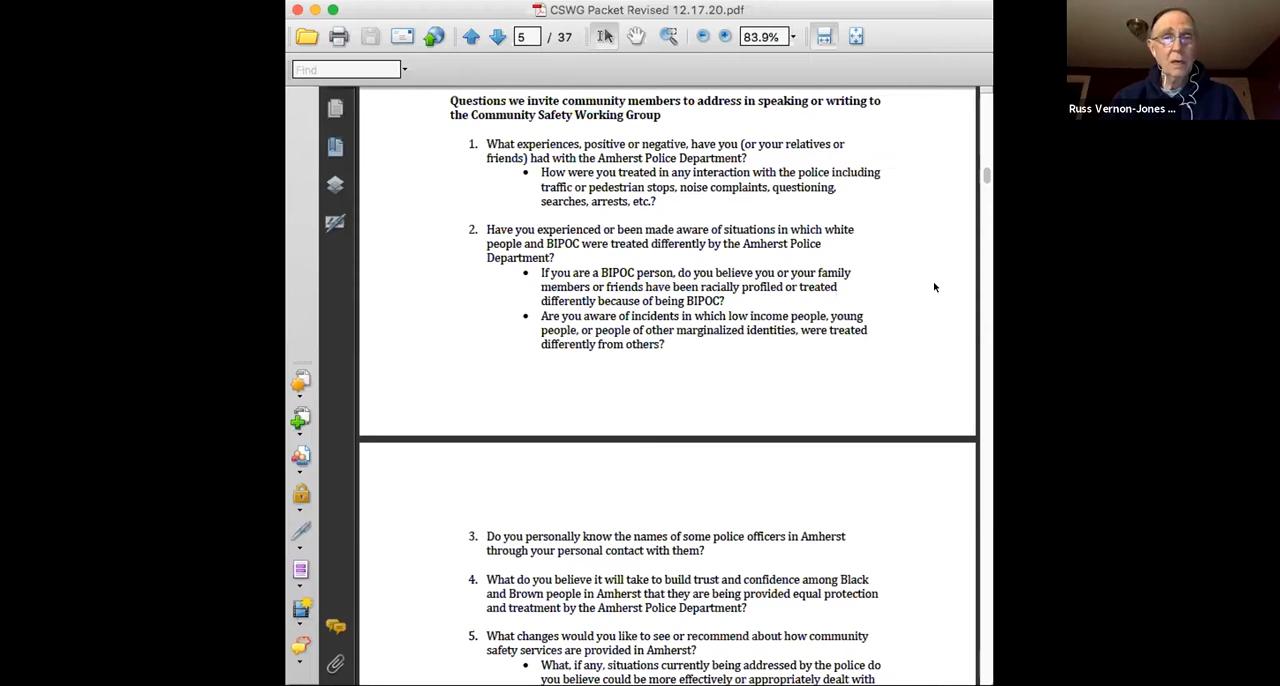 CSWG Packet Revised 12.17.20.pdf
5 / 37
83.9%
Find
Russ Vernon-Jones ...
Questions we invite community members to address in speaking or writing to
the Community Safety Working Group
1. What experiences, positive or negative, have you (or your relatives or
friends) had with the Amherst Police Department?
• How were you treated in any interaction with the police including
traffic or pedestrian stops, noise complaints, questioning,
searches, arrests, etc.?
2. Have you experienced or been made aware of situations in which white
people and BIPOC were treated differently by the Amherst Police
Department?
• If you are a BIPOC person, do you believe you or your family
members or friends have been racially profiled or treated
differently because of being BIPOC?
• Are you aware of incidents in which low income people, young
people, or people of other marginalized identities, were treated
differently from others?
3. Do you personally know the names of some police officers in Amherst
through your personal contact with them?
4. What do you believe it will take to build trust and confidence among Black
and Brown people in Amherst that they are being provided equal protection
and treatment by the Amherst Police Department?
5. What changes would you like to see or recommend about how community
safety services are provided in Amherst?
• What, if any, situations currently being addressed by the police do
you believe could be more effectively or appropriately dealt with